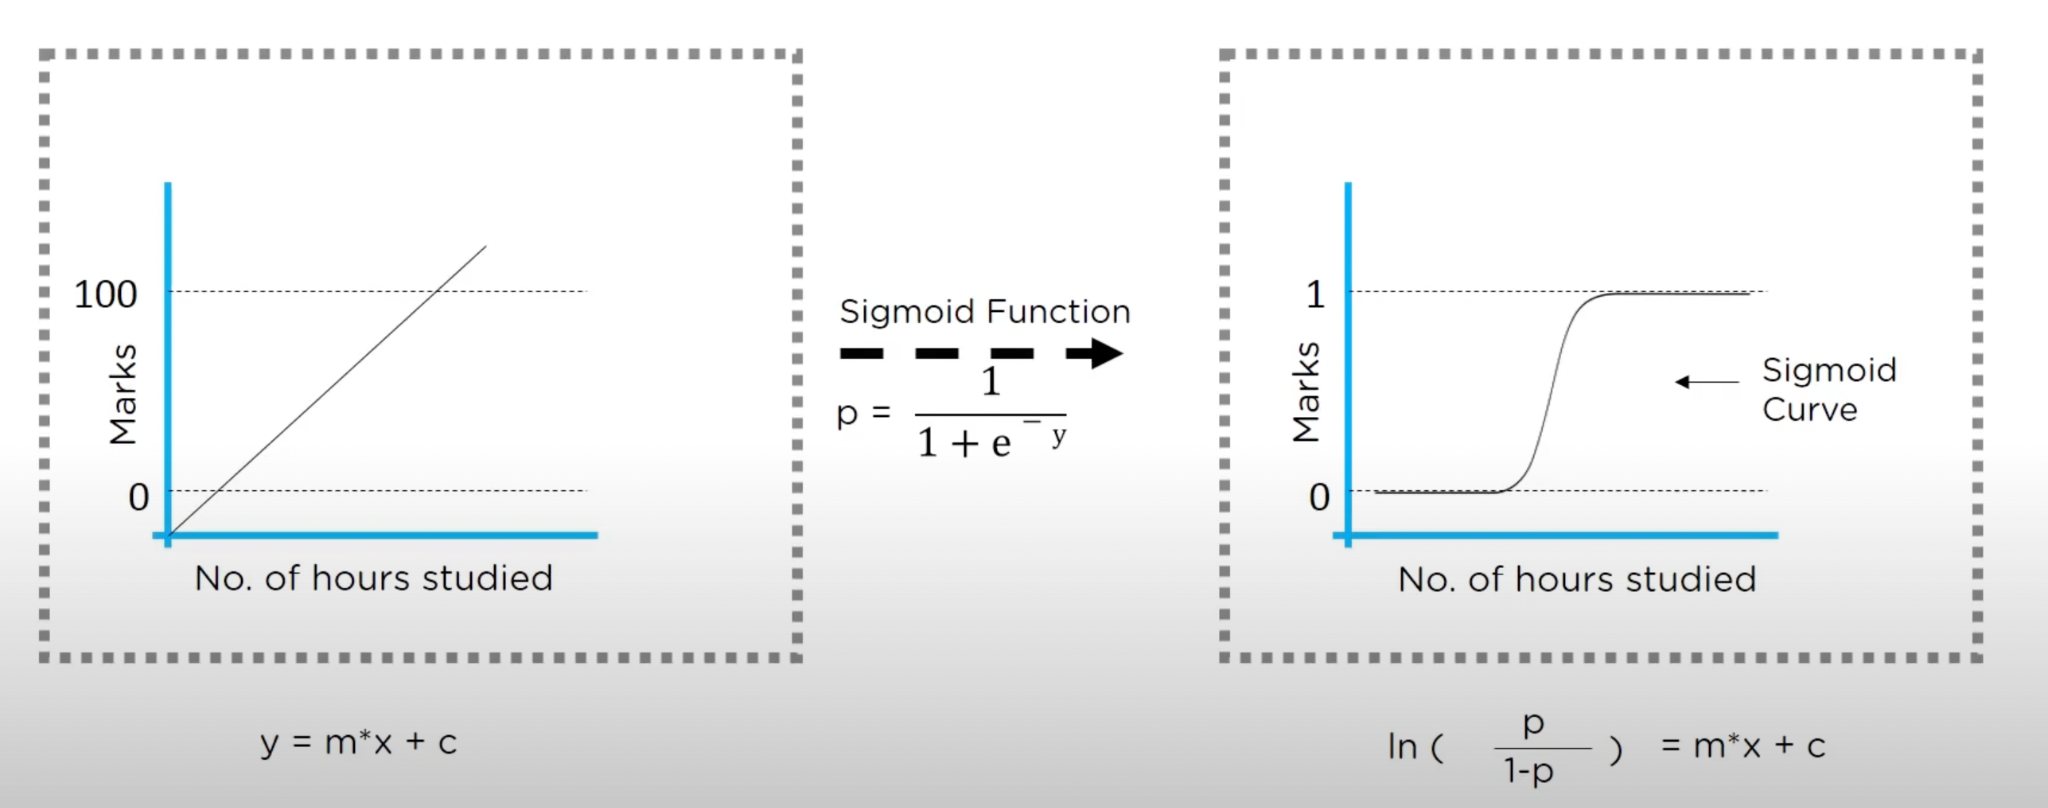 100
Marks
0
No. of hours studied
y = m*x + c
Sigmoid Function
p = 1
1 + e − y
1
Marks
0
Sigmoid
Curve
No. of hours studied
ln ( p
1-p ) = m*x + c